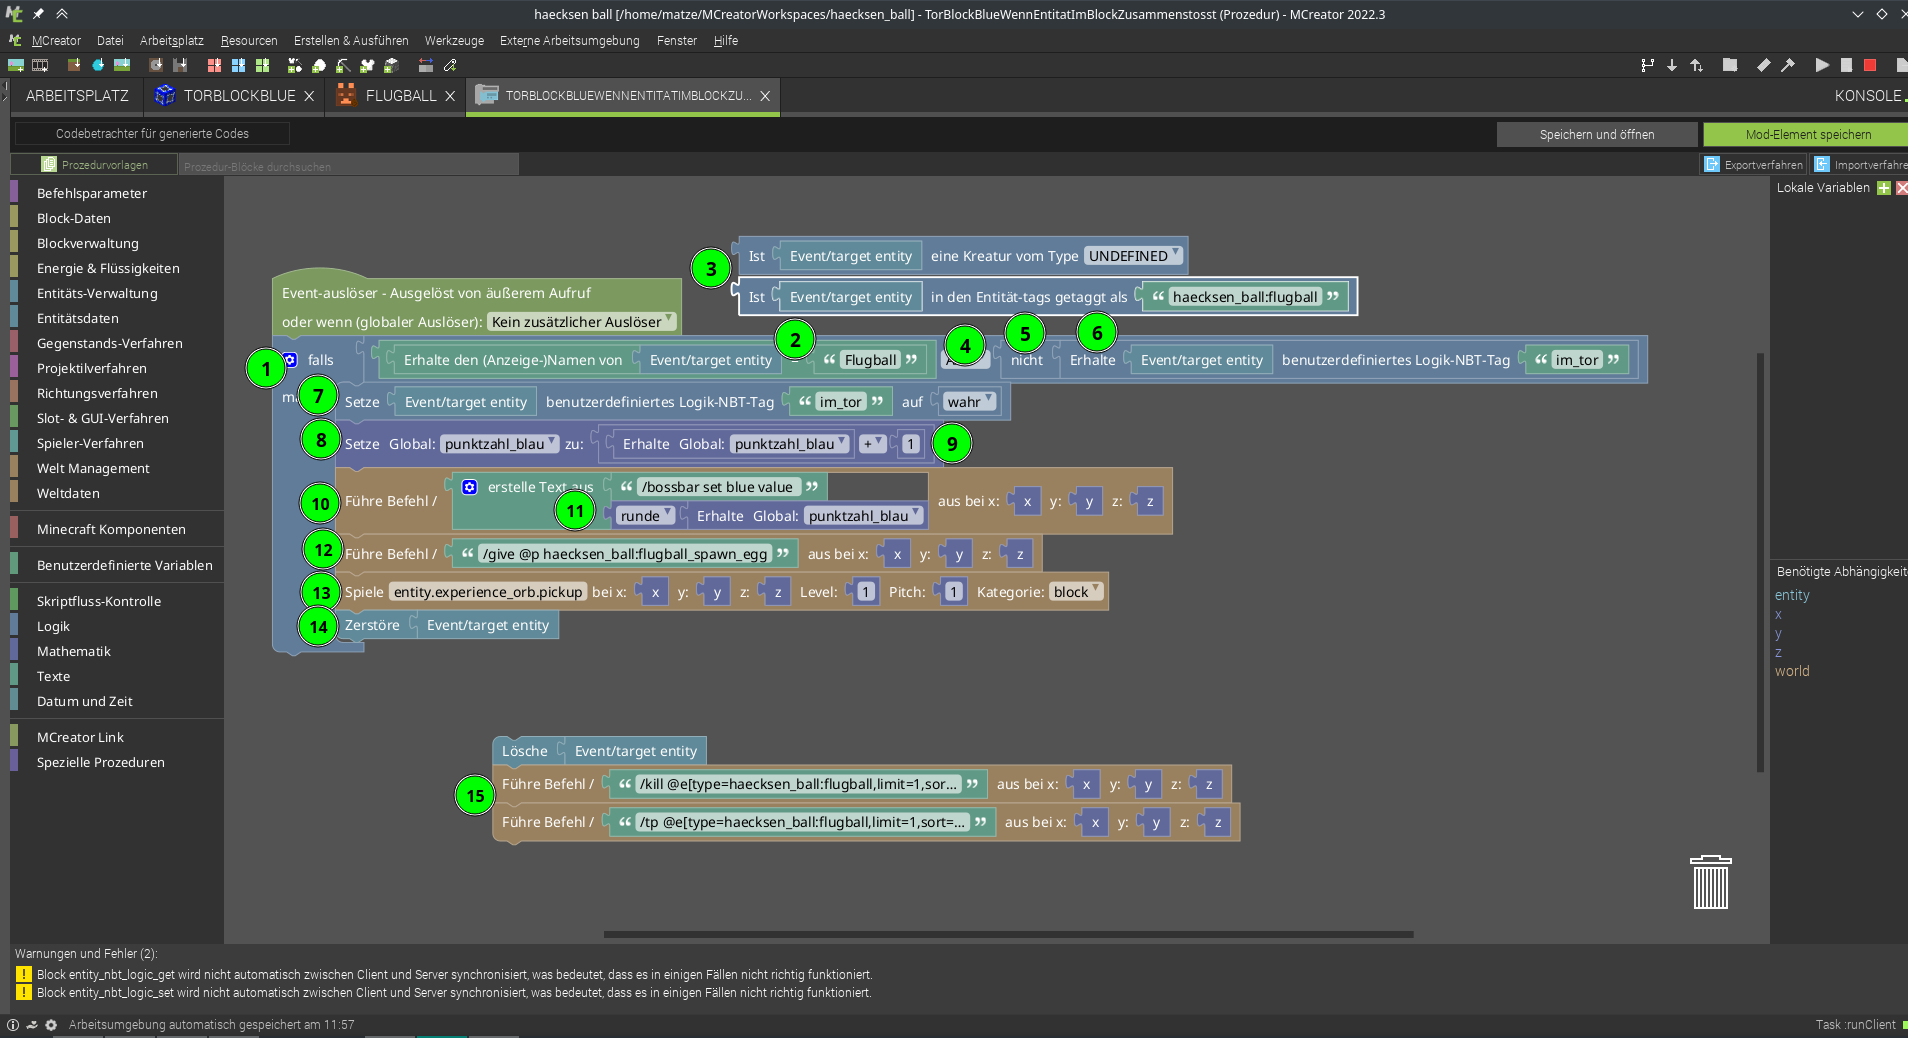 haecksen ball [/home/matze/MCreatorWorkspaces/haecksen_ball] - TorBlockBlueWennEntitatImBlockZusammenstosst (Prozedur) - MCreator 2022.3
MCreator Datei Arbeitsplatz Resourcen Erstellen & Ausführen Werkzeuge Externe Arbeitsumgebung Fenster Hilfe
ARBEITSPLATZ TORBLOCKBLUE FLUGBALL TORBLOCKBLUEWENNENTITATIMBLOCKZU... KONSOLE
Codebetrachter für generierte Codes Speichern und öffnen Mod-Element speichern
Prozedurvorlagen Prozedur-Blöcke durchsuchen Exportverfahren Importverfahre
Befehlsparameter
Block-Daten
Blockverwaltung
Energie & Flüssigkeiten
Entitäts-Verwaltung
Entitätsdaten
Gegenstands-Verfahren
Projektilverfahren
Richtungsverfahren
Slot- & GUI-Verfahren
Spieler-Verfahren
Welt Management
Weltdaten
Minecraft Komponenten
Benutzerdefinierte Variablen
Skriptfluss-Kontrolle
Logik
Mathematik
Texte
Datum und Zeit
MCreator Link
Spezielle Prozeduren
3
Ist Event/target entity eine Kreatur vom Type UNDEFINED
Ist Event/target entity in den Entität-tags getaggt als “ haecksen_ball:flugball ”
Event-auslöser - Ausgelöst von äußerem Aufruf
oder wenn (globaler Auslöser): Kein zusätzlicher Auslöser
2 4 5 6
1 falls Erhalte den (Anzeige-)Namen von Event/target entity “ Flugball ” nicht Erhalte Event/target entity benutzerdefiniertes Logik-NBT-Tag “ im_tor ”
7 Setze Event/target entity benutzerdefiniertes Logik-NBT-Tag “ im_tor ” auf wahr
8 Setze Global: punktzahl_blau zu: Erhalte Global: punktzahl_blau + 1 9
10 Führe Befehl / erstelle Text aus “ /bossbar set blue value ” aus bei x: x y: y z: z
11 runde Erhalte Global: punktzahl_blau
12 Führe Befehl / “ /give @p haecksen_ball:flugball_spawn_egg ” aus bei x: x y: y z: z
13 Spiele entity.experience_orb.pickup bei x: x y: y z: z Level: 1 Pitch: 1 Kategorie: block
14 Zerstöre Event/target entity
Lösche Event/target entity
15 Führe Befehl / “ /kill @e[type=haecksen_ball:flugball,limit=1,sor... ” aus bei x: x y: y z: z
Führe Befehl / “ /tp @e[type=haecksen_ball:flugball,limit=1,sort=... ” aus bei x: x y: y z: z
Lokale Variablen
Benötigte Abhängigkeit
entity
x
y
z
world
Warnungen und Fehler (2):
Block entity_nbt_logic_get wird nicht automatisch zwischen Client und Server synchronisiert, was bedeutet, dass es in einigen Fällen nicht richtig funktioniert.
Block entity_nbt_logic_set wird nicht automatisch zwischen Client und Server synchronisiert, was bedeutet, dass es in einigen Fällen nicht richtig funktioniert.
Arbeitsumgebung automatisch gespeichert am 11:57 Task :runClient